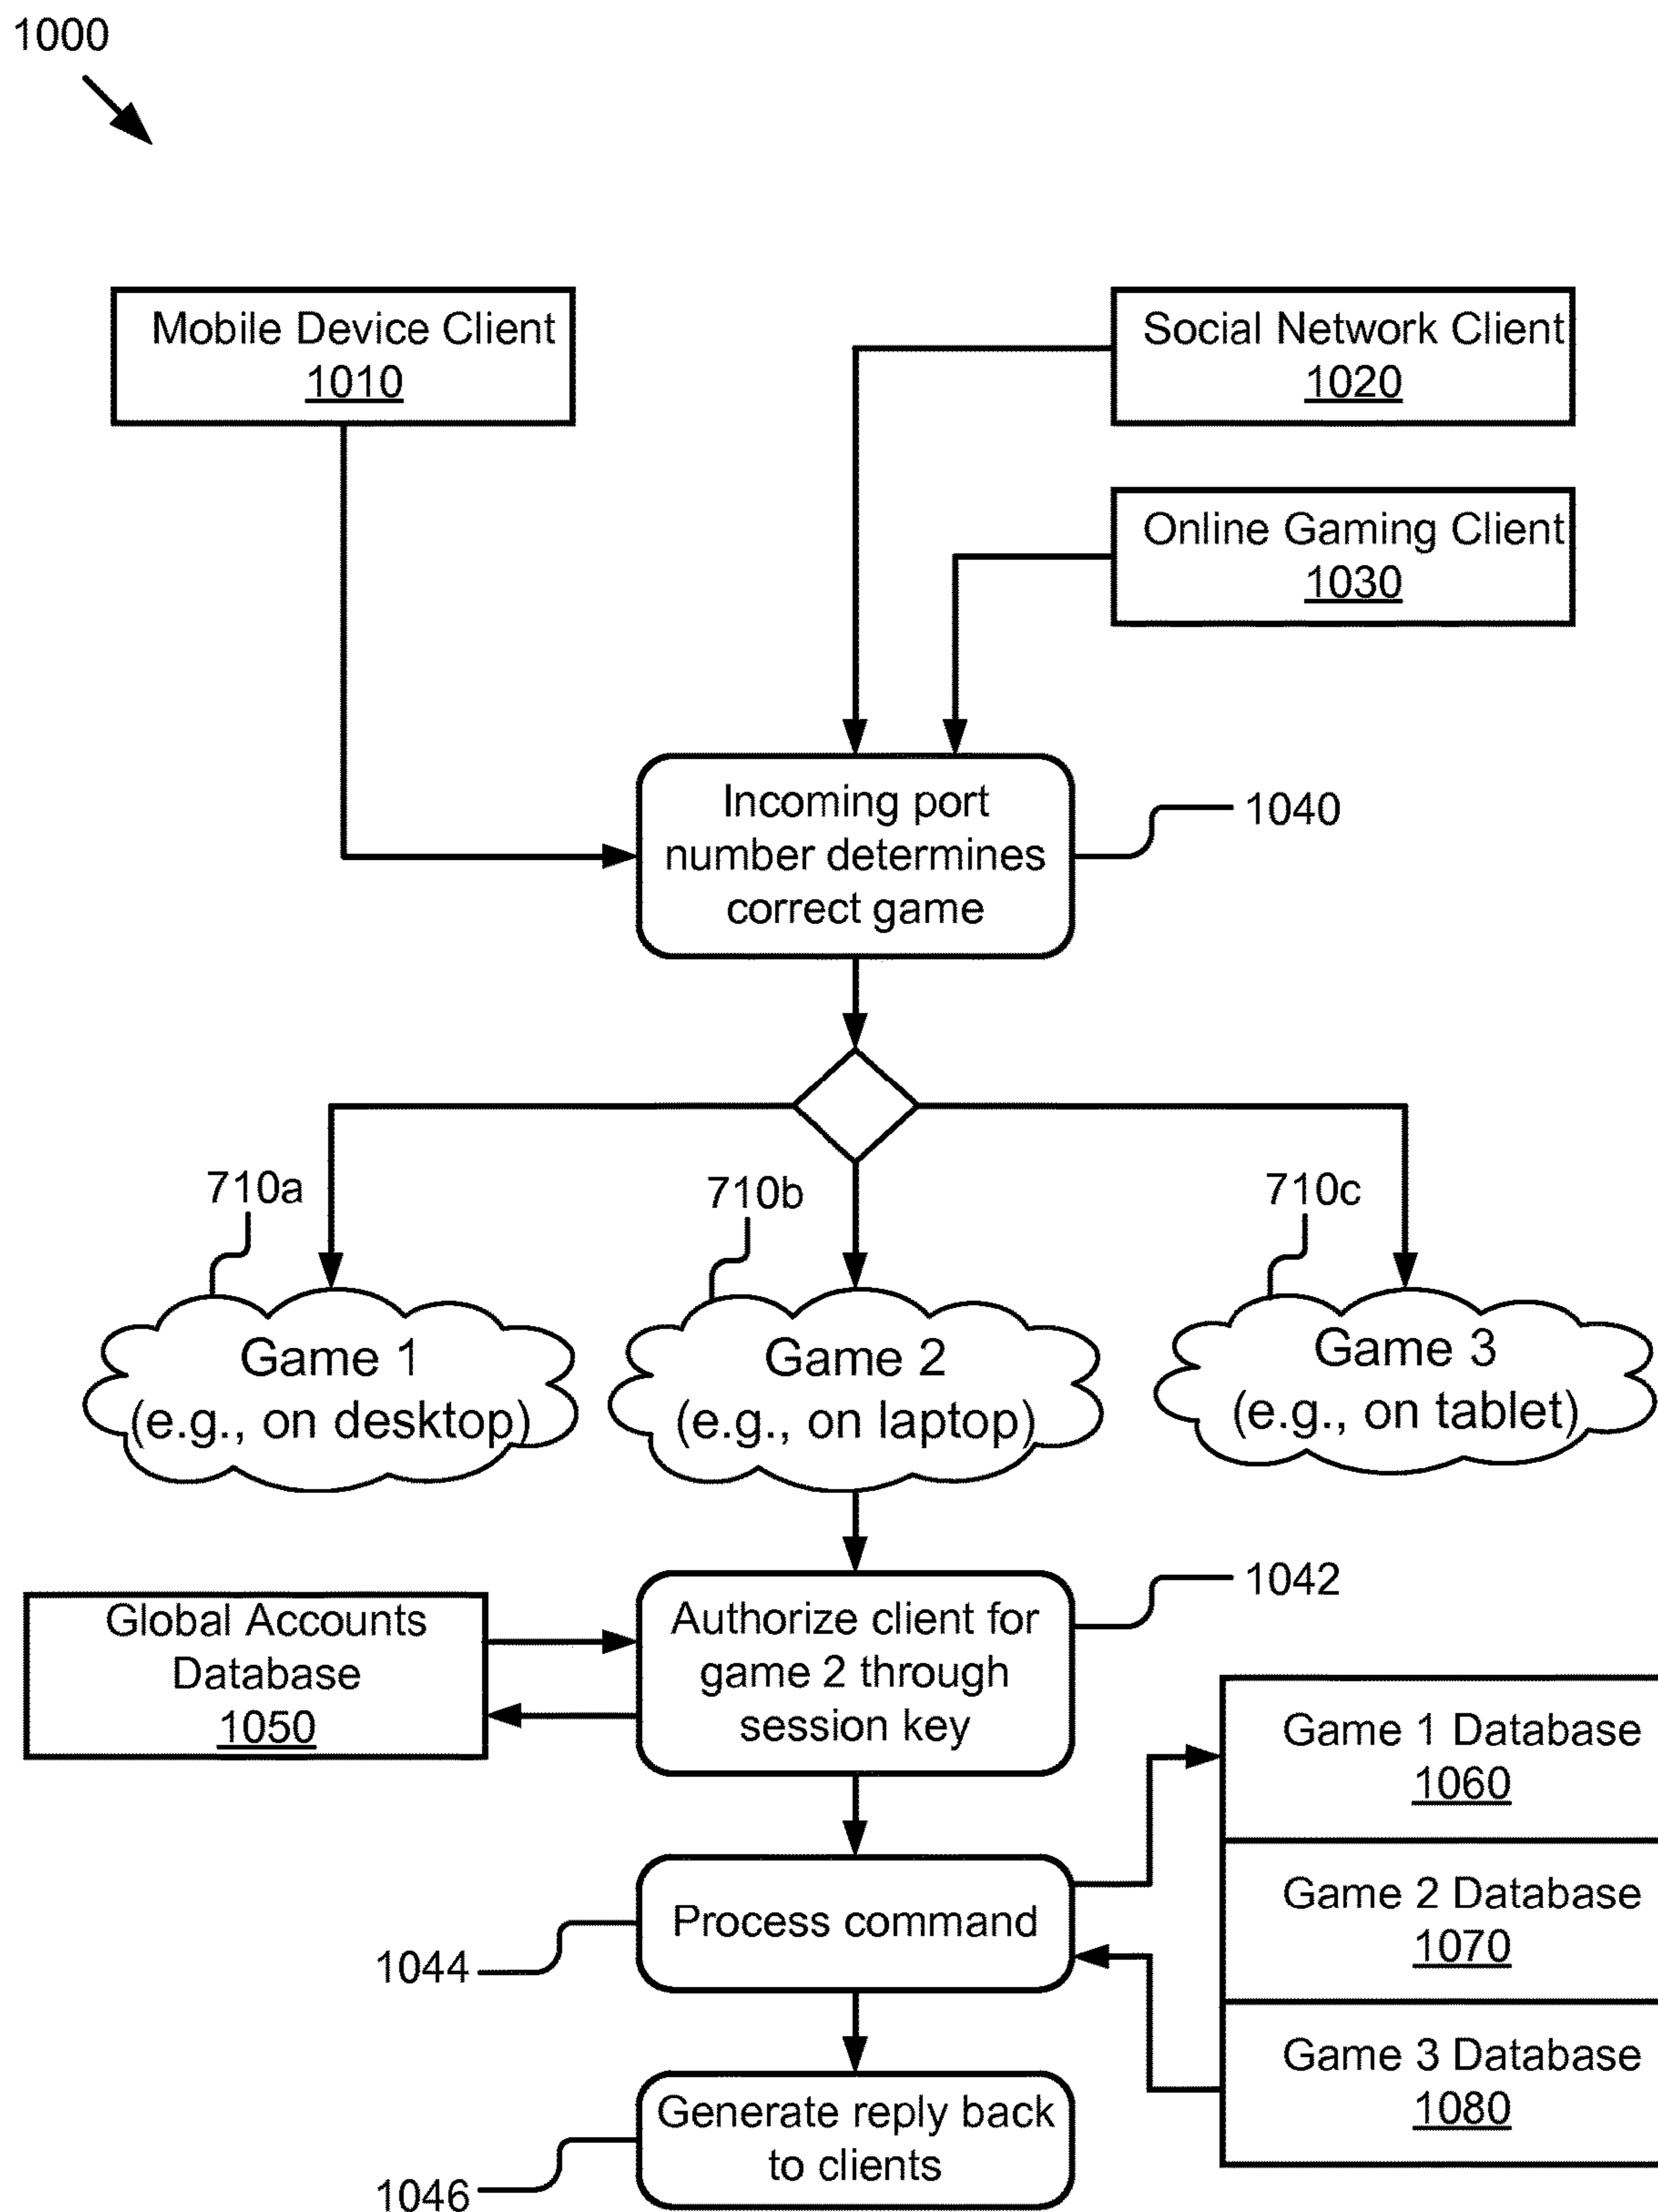 1000
Mobile Device Client
1010
Social Network Client
1020
Online Gaming Client
1030
Incoming port
number determines
correct game
1040
710a
710b
710c
Game 1
(e.g., on desktop)
Game 2
(e.g., on laptop)
Game 3
(e.g., on tablet)
Global Accounts
Database
1050
Authorize client for
game 2 through
session key
1042
Game 1 Database
1060
Process command
1044
Game 2 Database
1070
Game 3 Database
1080
Generate reply back
to clients
1046